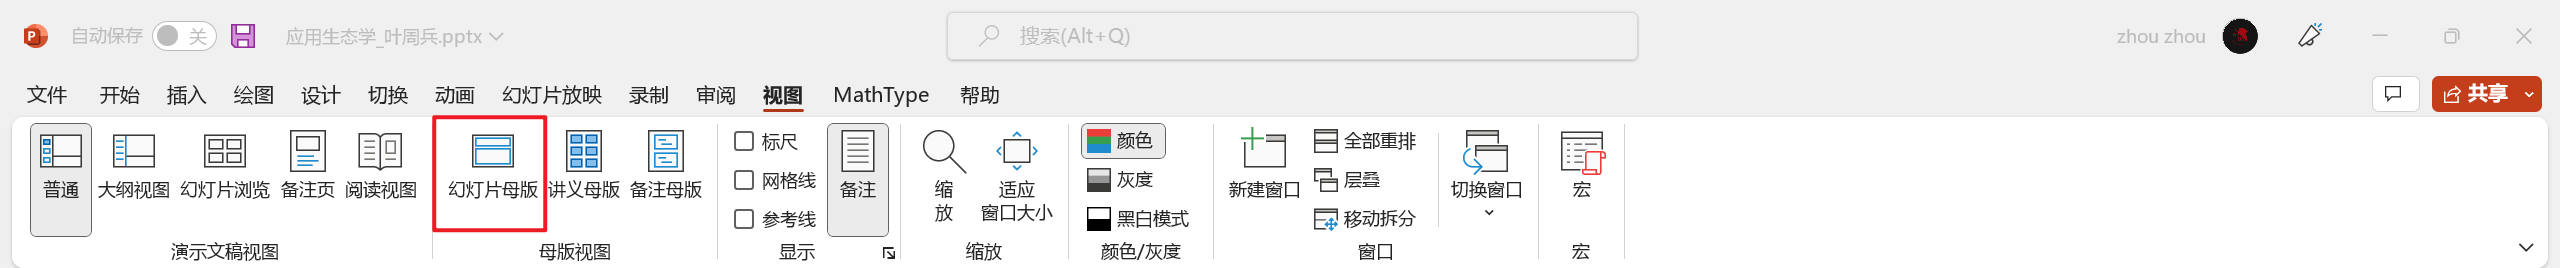 P 自动保存 关 应用生态学_叶周兵.pptx 搜索(Alt+Q) zhou zhou
文件 开始 插入 绘图 设计 切换 动画 幻灯片放映 录制 审阅 视图 MathType 帮助 共享
普通 大纲视图 幻灯片浏览 备注页 阅读视图
演示文稿视图
幻灯片母版 讲义母版 备注母版
母版视图
标尺
网格线
参考线
备注
显示
缩
放
适应
窗口大小
缩放
颜色
灰度
黑白模式
颜色/灰度
新建窗口
全部重排
层叠
移动拆分
切换窗口
窗口
宏
宏